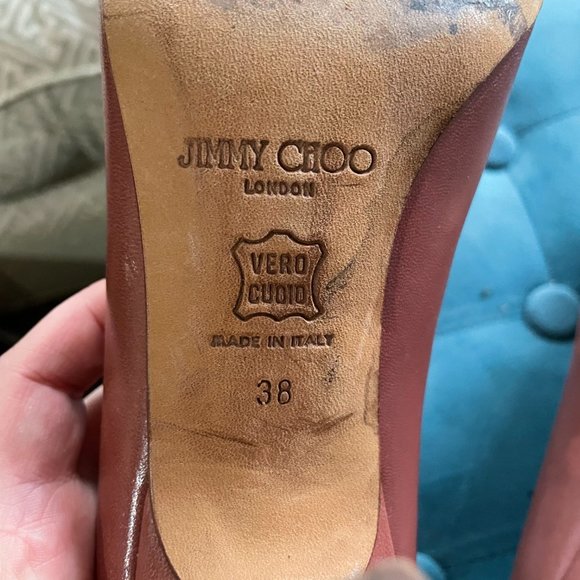 JIMMY CHOO
LONDON
VERO
CUOIO
MADE IN ITALY
38